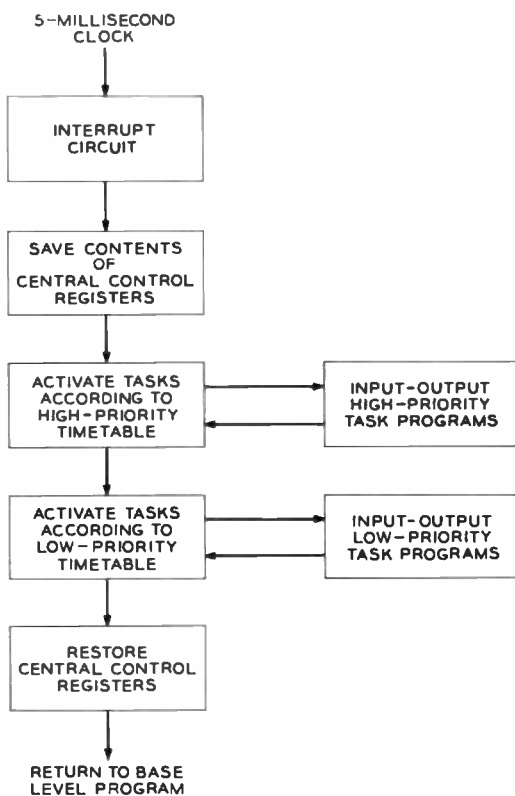 5-MILLISECOND
CLOCK
INTERRUPT
CIRCUIT
SAVE CONTENTS
OF
CENTRAL CONTROL
REGISTERS
ACTIVATE TASKS
ACCORDING TO
HIGH-PRIORITY
TIMETABLE
INPUT-OUTPUT
HIGH-PRIORITY
TASK PROGRAMS
ACTIVATE TASKS
ACCORDING TO
LOW-PRIORITY
TIMETABLE
INPUT-OUTPUT
LOW-PRIORITY
TASK PROGRAMS
RESTORE
CENTRAL CONTROL
REGISTERS
RETURN TO BASE
LEVEL PROGRAM